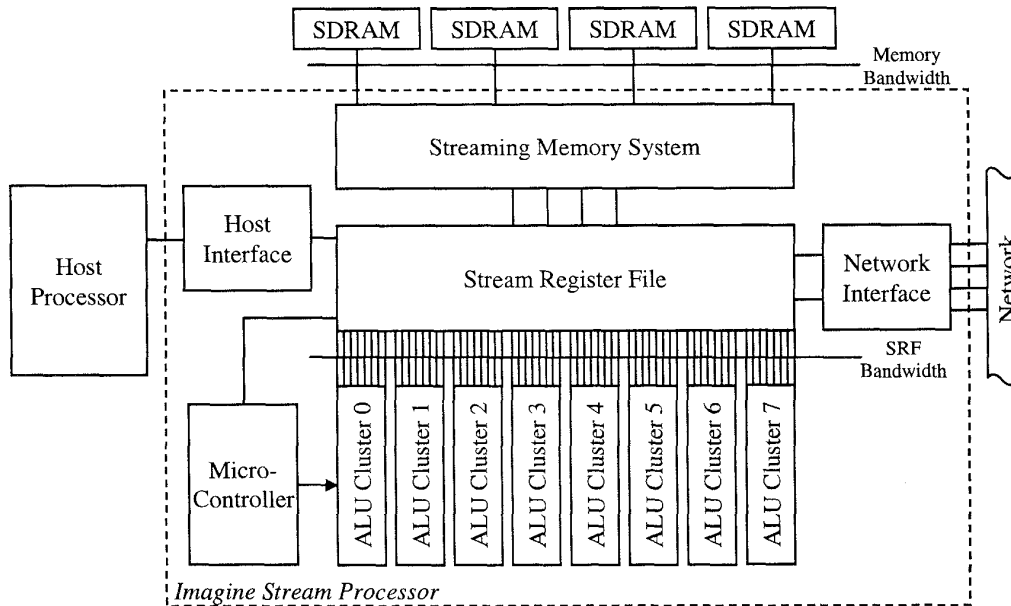 SDRAM
SDRAM
SDRAM
SDRAM
Memory
Bandwidth
Streaming Memory System
Host
Processor
Host
Interface
Stream Register File
Network
Interface
Network
SRF
Bandwidth
Micro-
Controller
ALU Cluster 0
ALU Cluster 1
ALU Cluster 2
ALU Cluster 3
ALU Cluster 4
ALU Cluster 5
ALU Cluster 6
ALU Cluster 7
Imagine Stream Processor